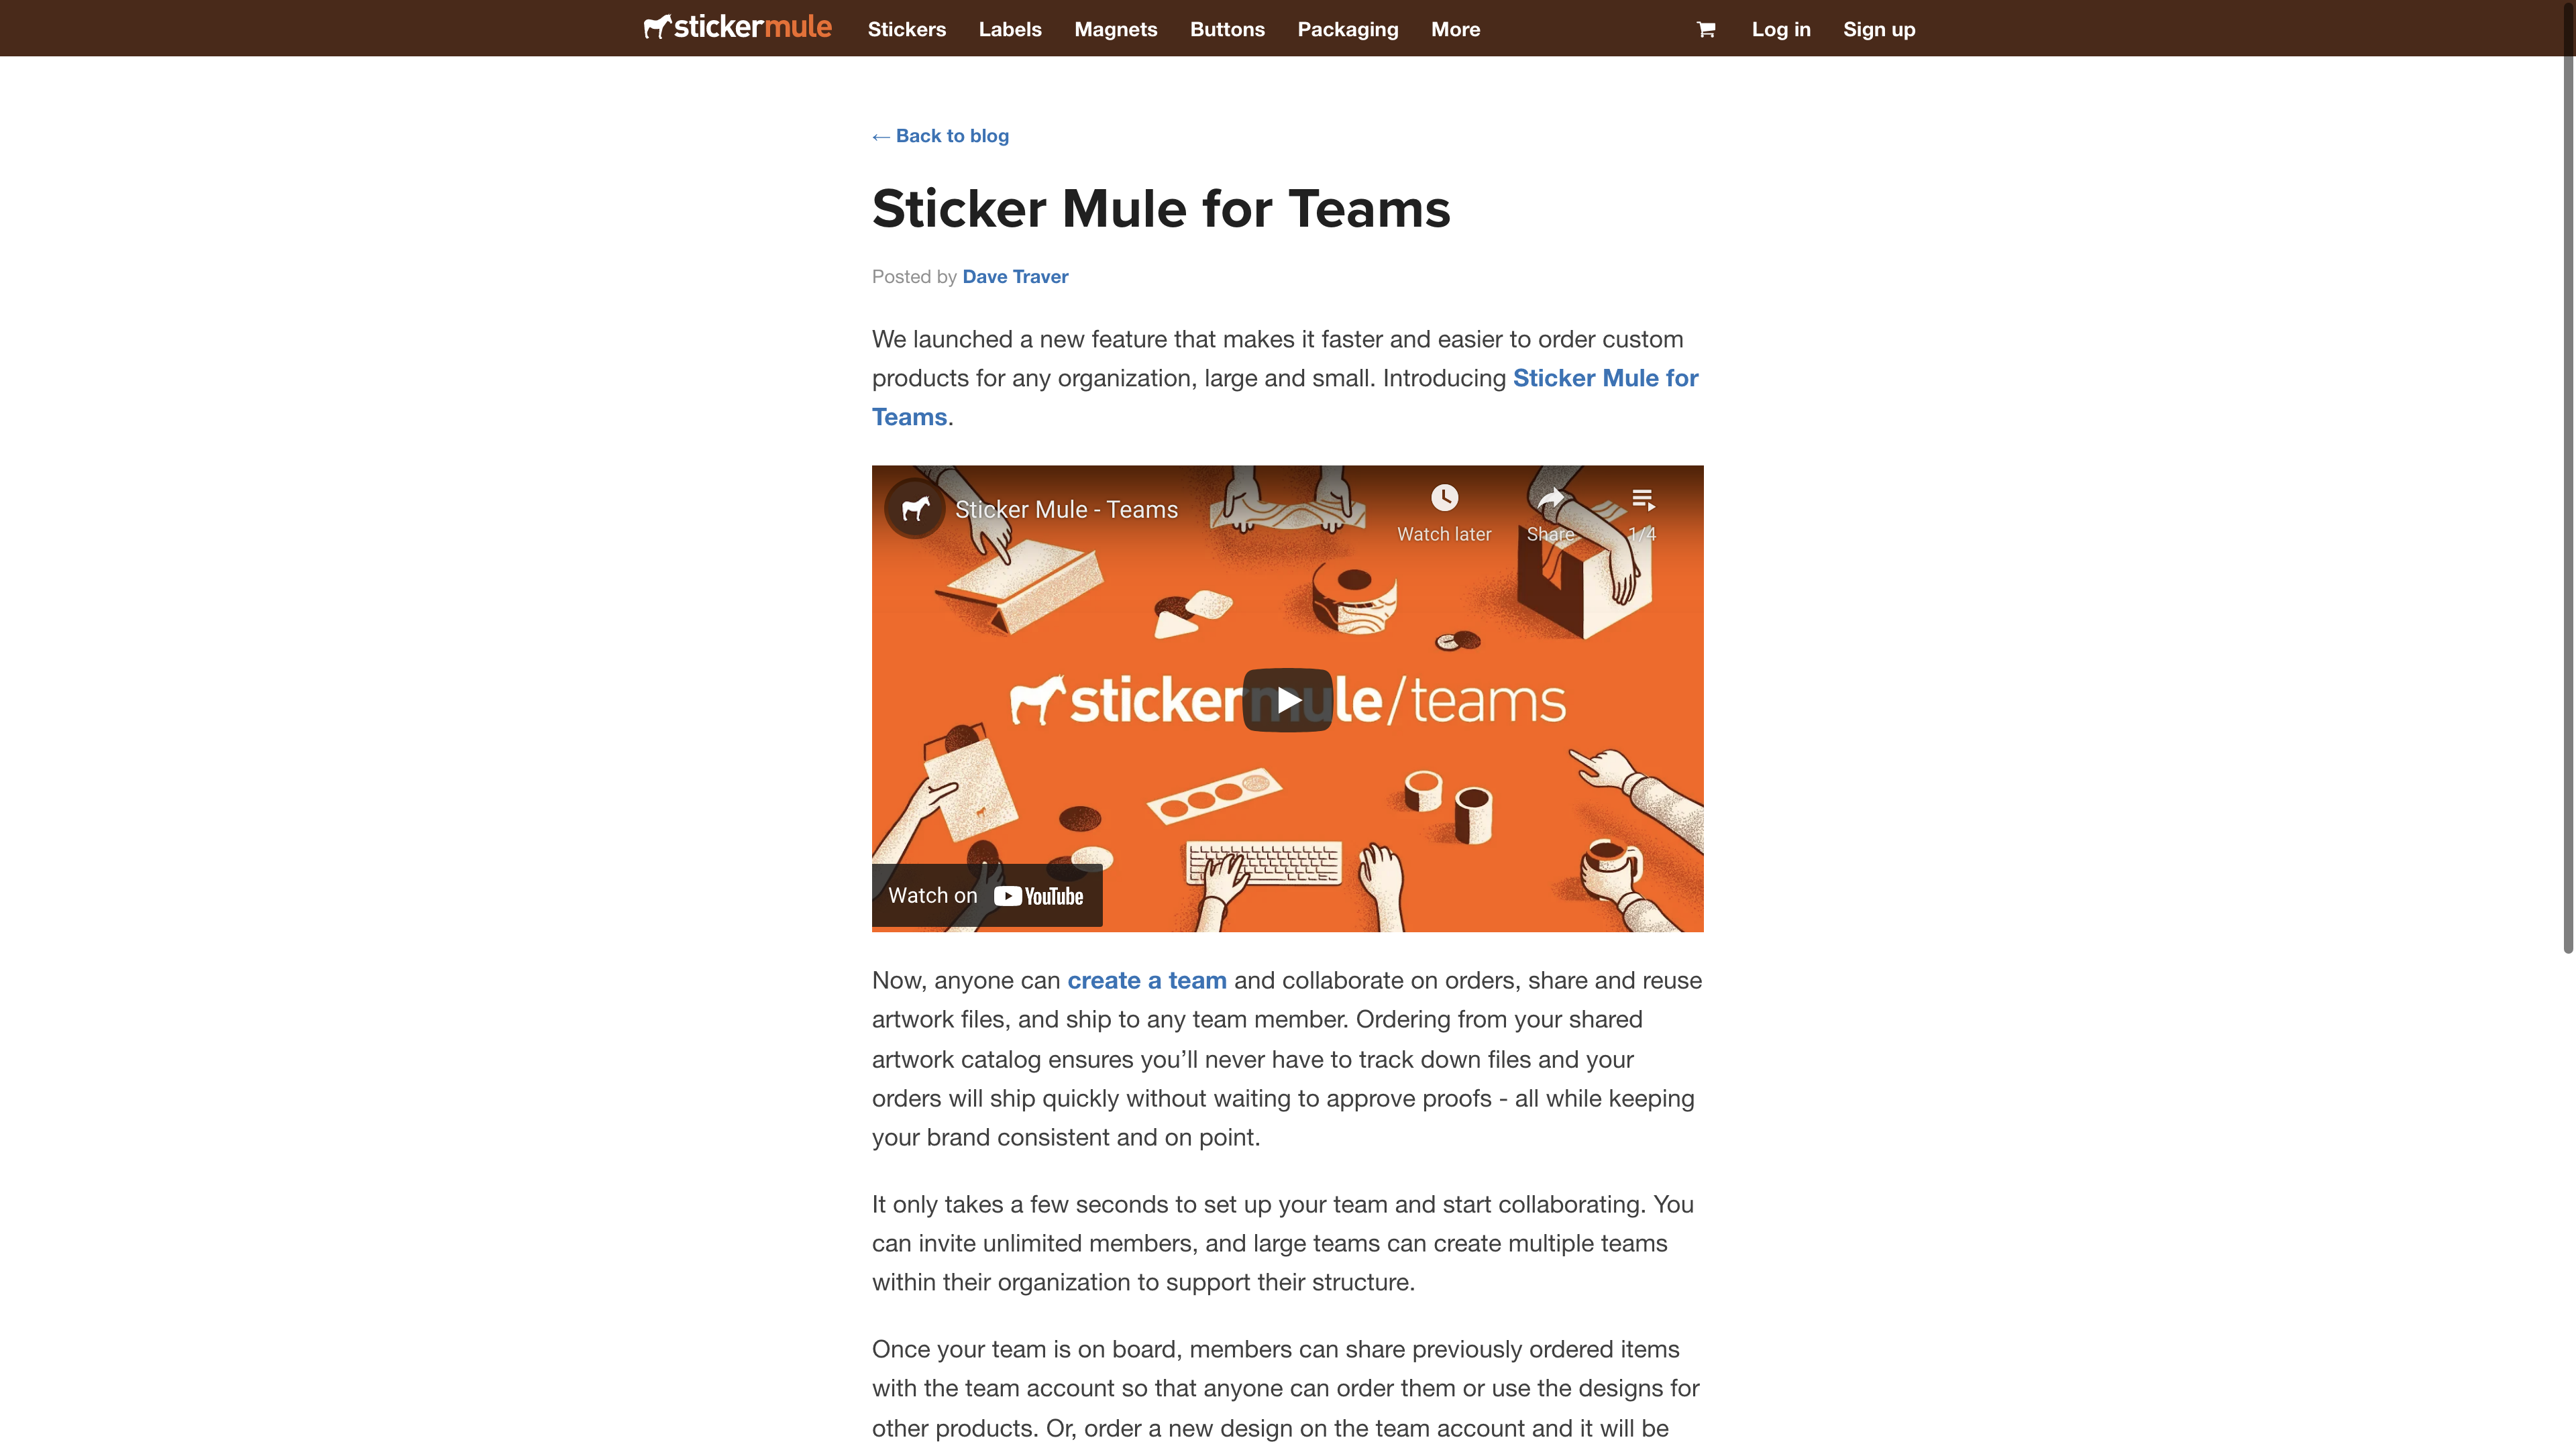 stickermule Stickers Labels Magnets Buttons Packaging More Log in Sign up
← Back to blog
Sticker Mule for Teams
Posted by Dave Traver
We launched a new feature that makes it faster and easier to order custom
products for any organization, large and small. Introducing Sticker Mule for
Teams.
Sticker Mule - Teams
Watch later Share 1/4
stickermule/teams
Watch on YouTube
Now, anyone can create a team and collaborate on orders, share and reuse
artwork files, and ship to any team member. Ordering from your shared
artwork catalog ensures you’ll never have to track down files and your
orders will ship quickly without waiting to approve proofs - all while keeping
your brand consistent and on point.
It only takes a few seconds to set up your team and start collaborating. You
can invite unlimited members, and large teams can create multiple teams
within their organization to support their structure.
Once your team is on board, members can share previously ordered items
with the team account so that anyone can order them or use the designs for
other products. Or, order a new design on the team account and it will be